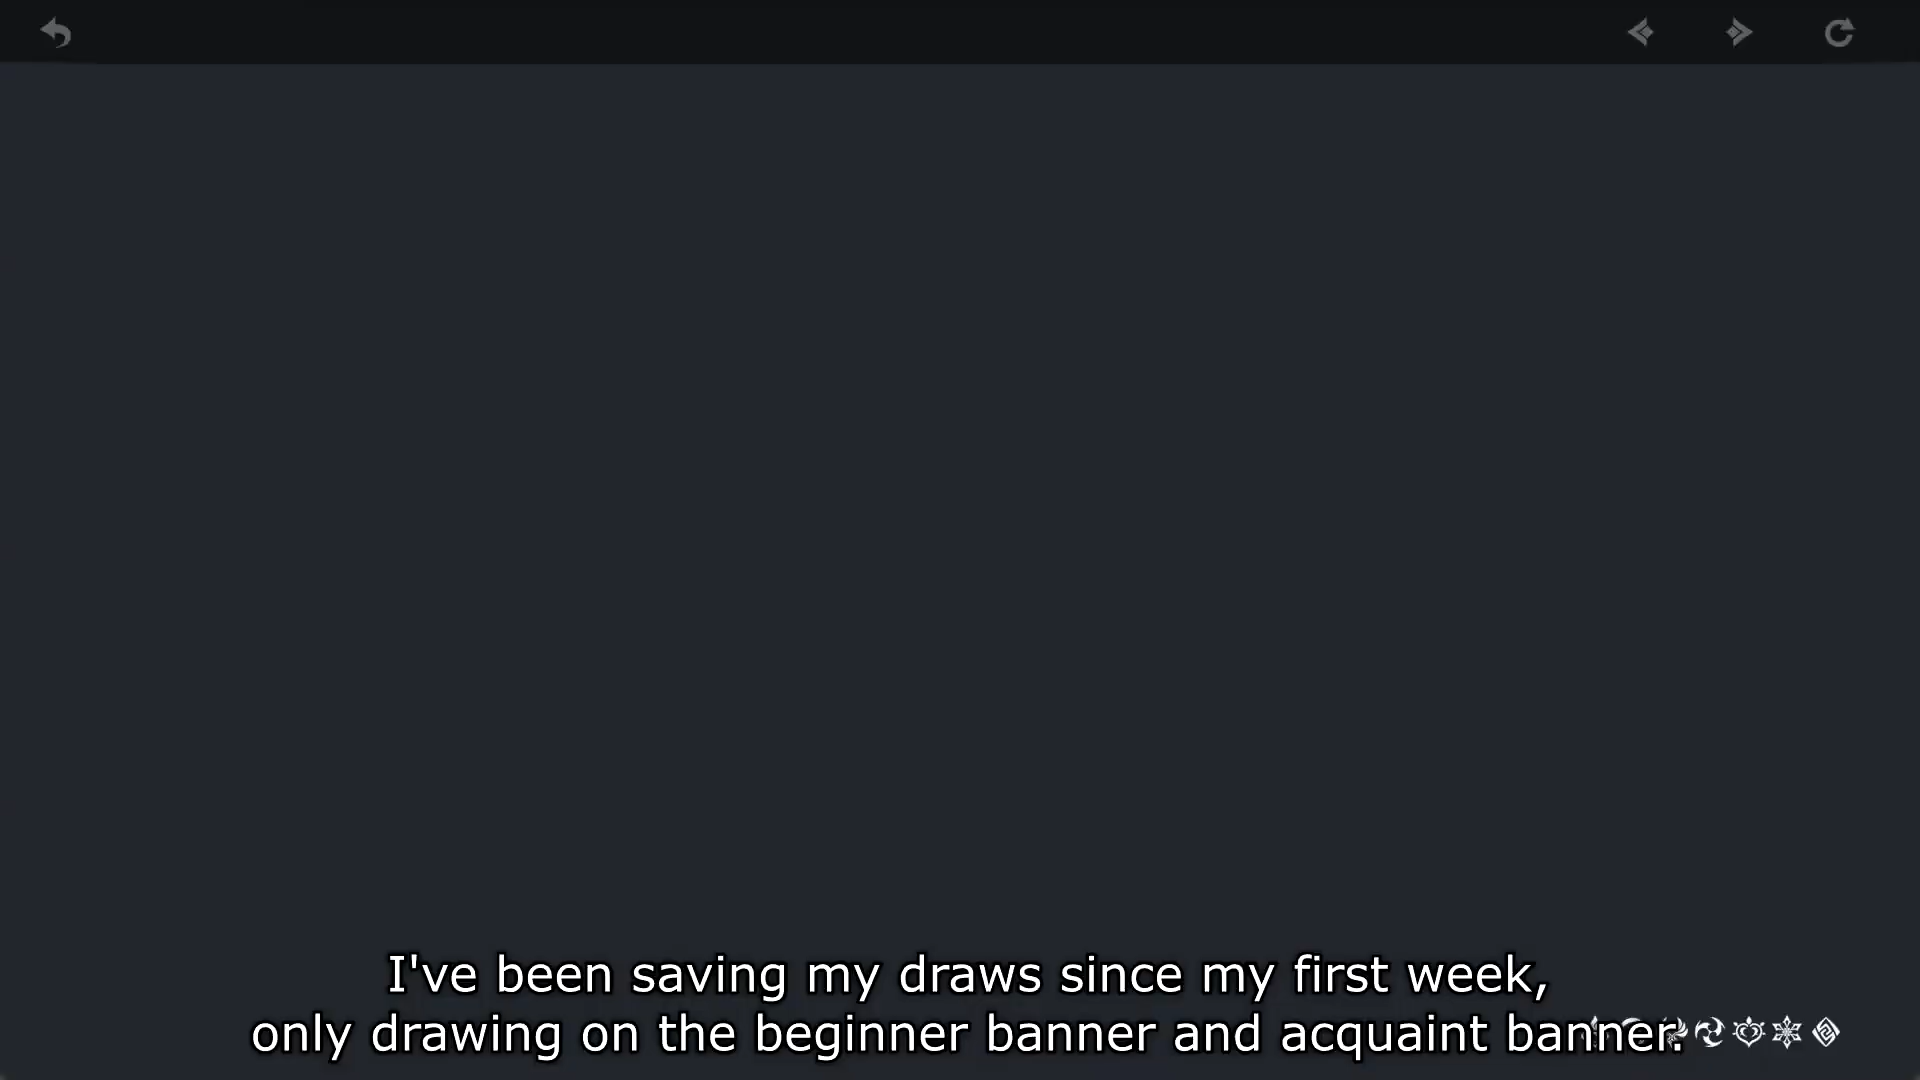 I've been saving my draws since my first week,
only drawing on the beginner banner and acquaint banner.